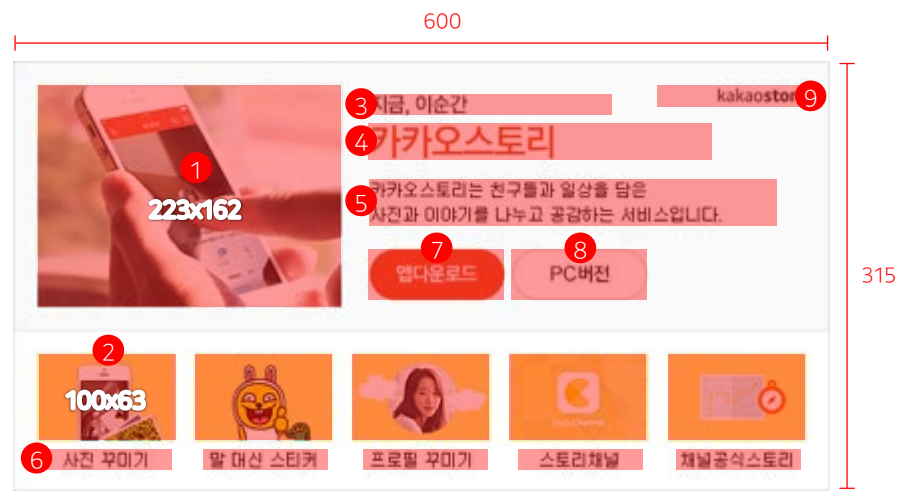 600
315
1
223x162
3
지금, 이순간
kakaostory
9
4
카카오스토리
5
카카오스토리는 친구들과 일상을 담은
사진과 이야기를 나누고 공감하는 서비스입니다.
7
앱다운로드
8
PC버전
2
100x63
6
사진 꾸미기
말 대신 스티커
프로필 꾸미기
스토리채널
채널공식스토리